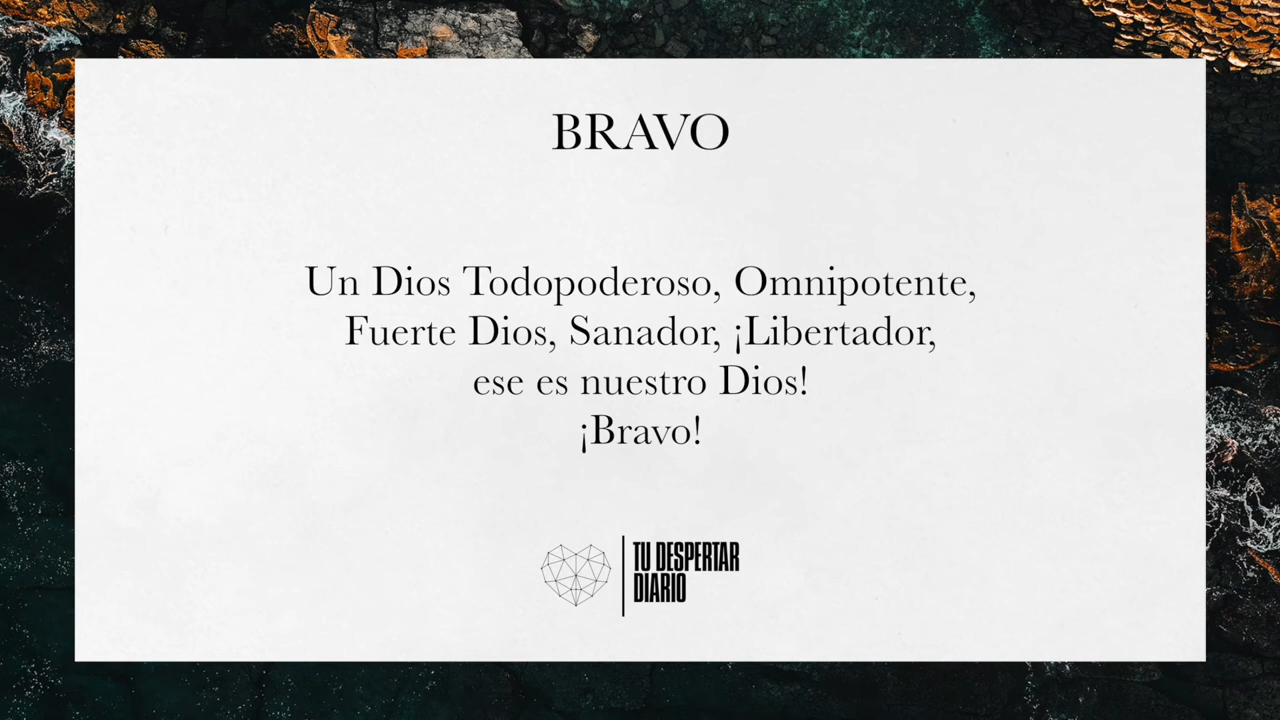 BRAVO
Un Dios Todopoderoso, Omnipotente,
Fuerte Dios, Sanador, ¡Libertador,
ese es nuestro Dios!
¡Bravo!
TU DESPERTAR
DIARIO